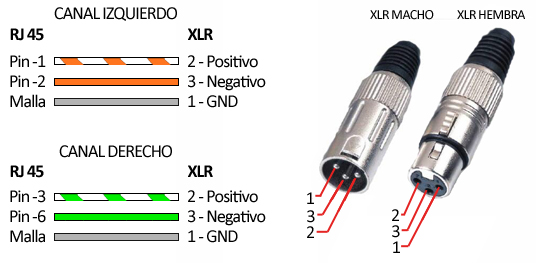 CANAL IZQUIERDO
RJ 45 XLR
Pin -1 2 - Positivo
Pin -2 3 - Negativo
Malla 1 - GND
CANAL DERECHO
RJ 45 XLR
Pin -3 2 - Positivo
Pin -6 3 - Negativo
Malla 1 - GND
XLR MACHO XLR HEMBRA
1
3
2
2
3
1